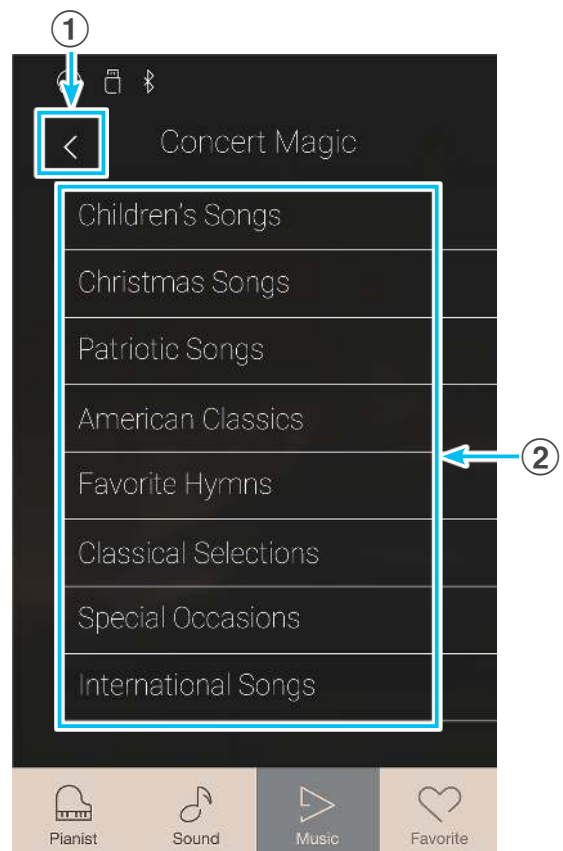 ①
Concert Magic
Children's Songs
Christmas Songs
Patriotic Songs
American Classics
Favorite Hymns
②
Classical Selections
Special Occasions
International Songs
Pianist Sound Music Favorite